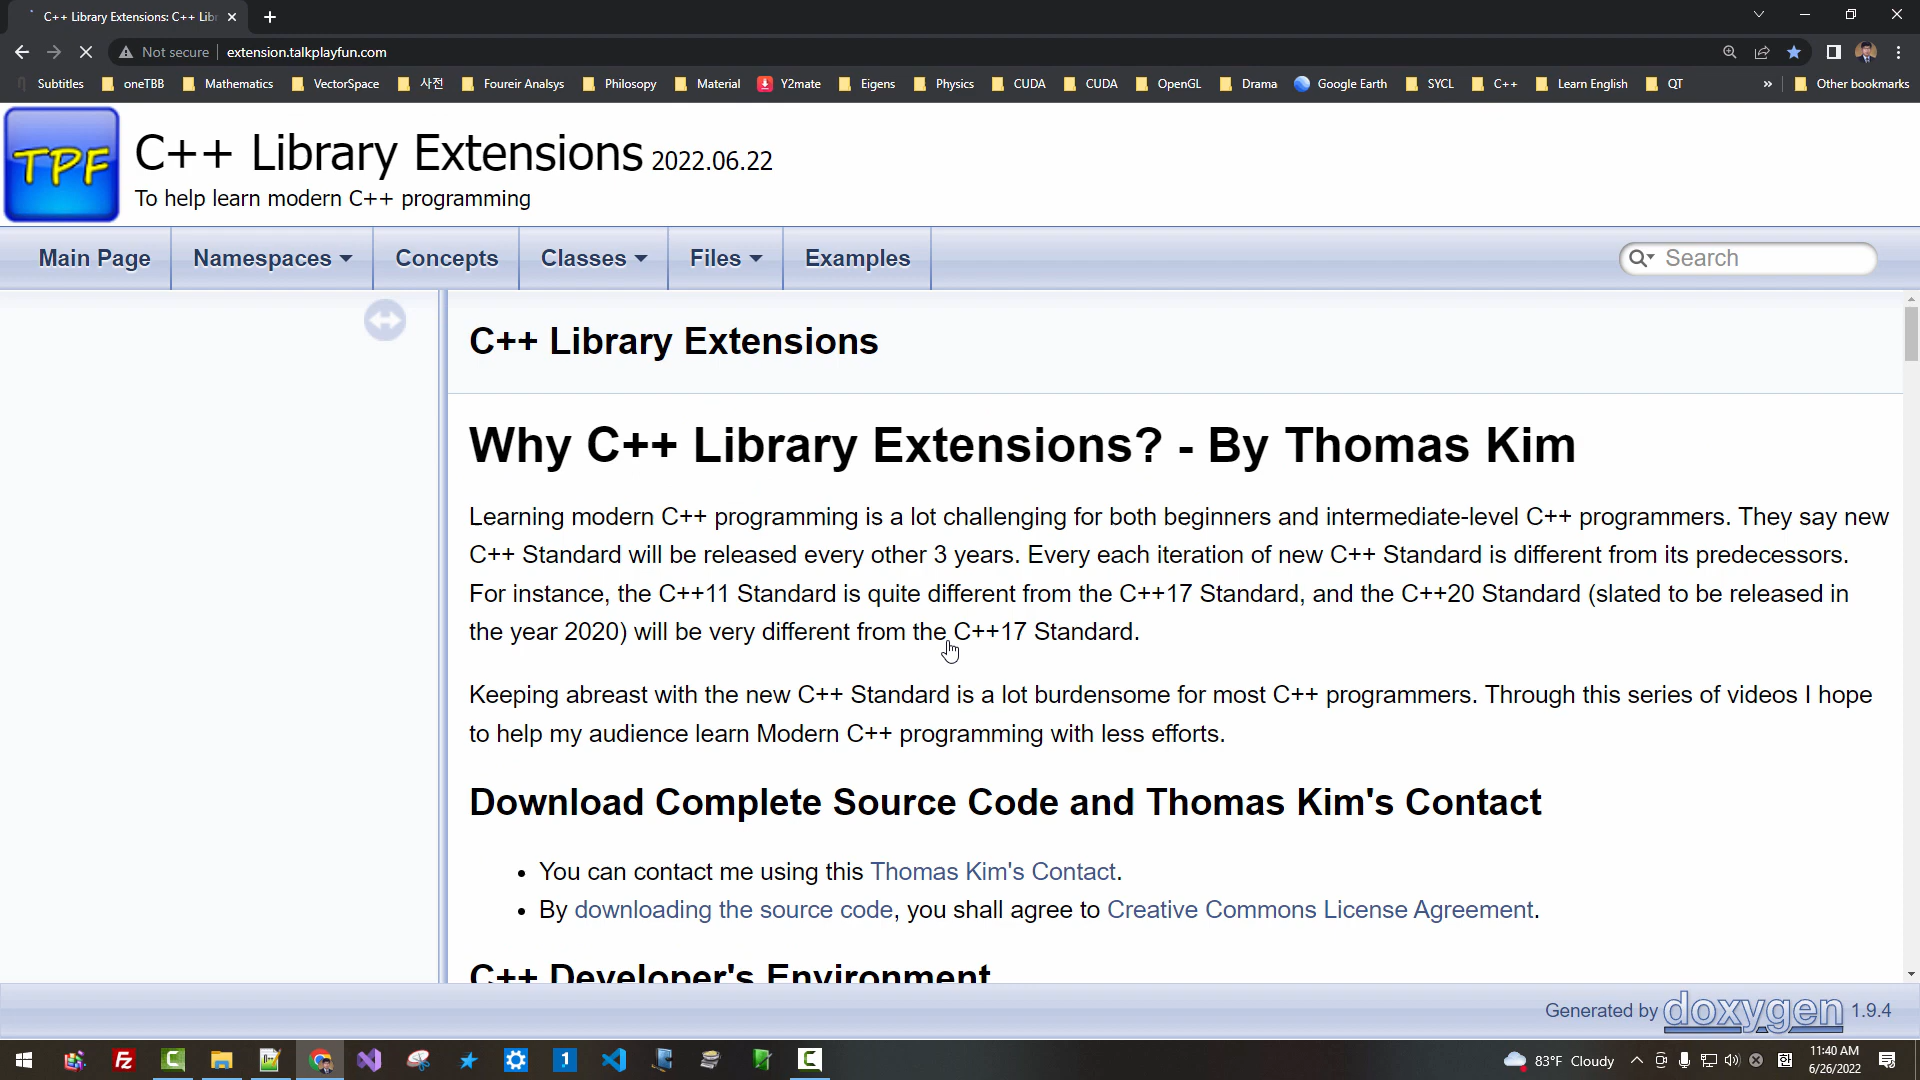 C++ Library Extensions: C++ Libr
Not secure
extension.talkplayfun.com
Subtitles
oneTBB
Mathematics
VectorSpace
사전
Foureir Analsys
Philosopy
Material
Y2mate
Eigens
Physics
CUDA
CUDA
OpenGL
Drama
Google Earth
SYCL
C++
Learn English
QT
»
Other bookmarks
TPF
C++ Library Extensions 2022.06.22
To help learn modern C++ programming
Main Page
Namespaces
Concepts
Classes
Files
Examples
Search
C++ Library Extensions
Why C++ Library Extensions? - By Thomas Kim
Learning modern C++ programming is a lot challenging for both beginners and intermediate-level C++ programmers. They say new
C++ Standard will be released every other 3 years. Every each iteration of new C++ Standard is different from its predecessors.
For instance, the C++11 Standard is quite different from the C++17 Standard, and the C++20 Standard (slated to be released in
the year 2020) will be very different from the C++17 Standard.
Keeping abreast with the new C++ Standard is a lot burdensome for most C++ programmers. Through this series of videos I hope
to help my audience learn Modern C++ programming with less efforts.
Download Complete Source Code and Thomas Kim's Contact
• You can contact me using this Thomas Kim's Contact.
• By downloading the source code, you shall agree to Creative Commons License Agreement.
C++ Developer's Environment
Generated by doxygen 1.9.4
83°F Cloudy
11:40 AM
6/26/2022